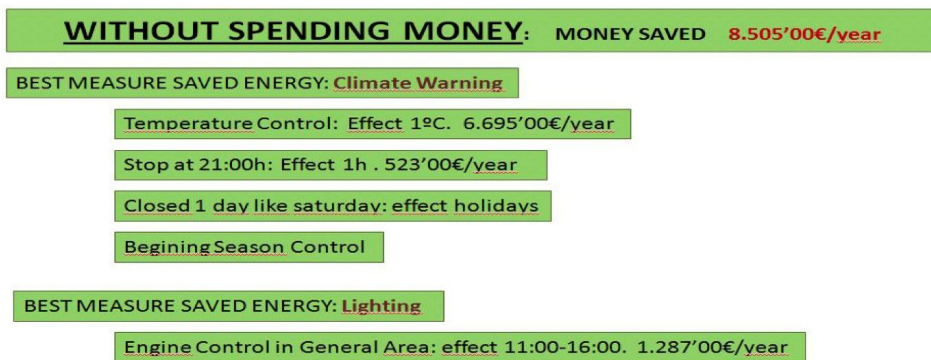 WITHOUT SPENDING MONEY: MONEY SAVED 8.505’00€/year
BEST MEASURE SAVED ENERGY: Climate Warning
Temperature Control: Effect 1ºC. 6.695’00€/year
Stop at 21:00h: Effect 1h . 523’00€/year
Closed 1 day like saturday: effect holidays
Begining Season Control
BEST MEASURE SAVED ENERGY: Lighting
Engine Control in General Area: effect 11:00-16:00. 1.287’00€/year